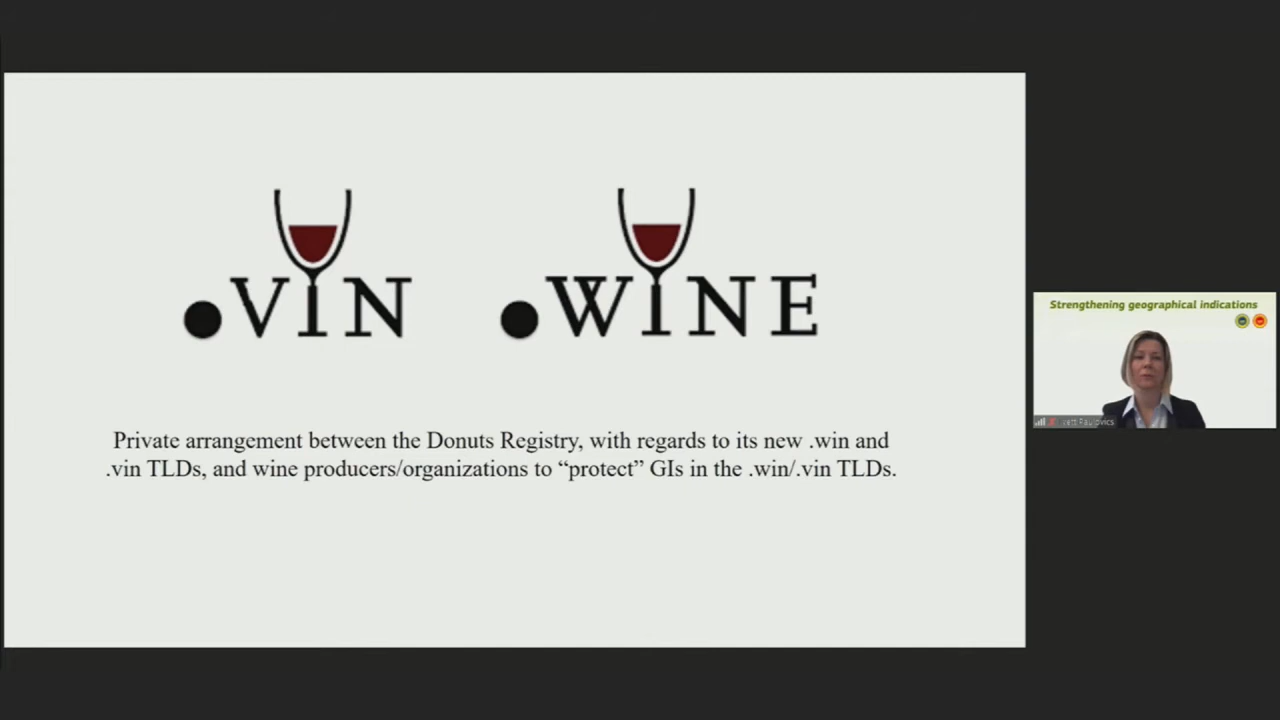 .VIN
.WINE
Private arrangement between the Donuts Registry, with regards to its new .win and
.vin TLDs, and wine producers/organizations to “protect” GIs in the .win/.vin TLDs.
Strengthening geographical indications
Paulovics